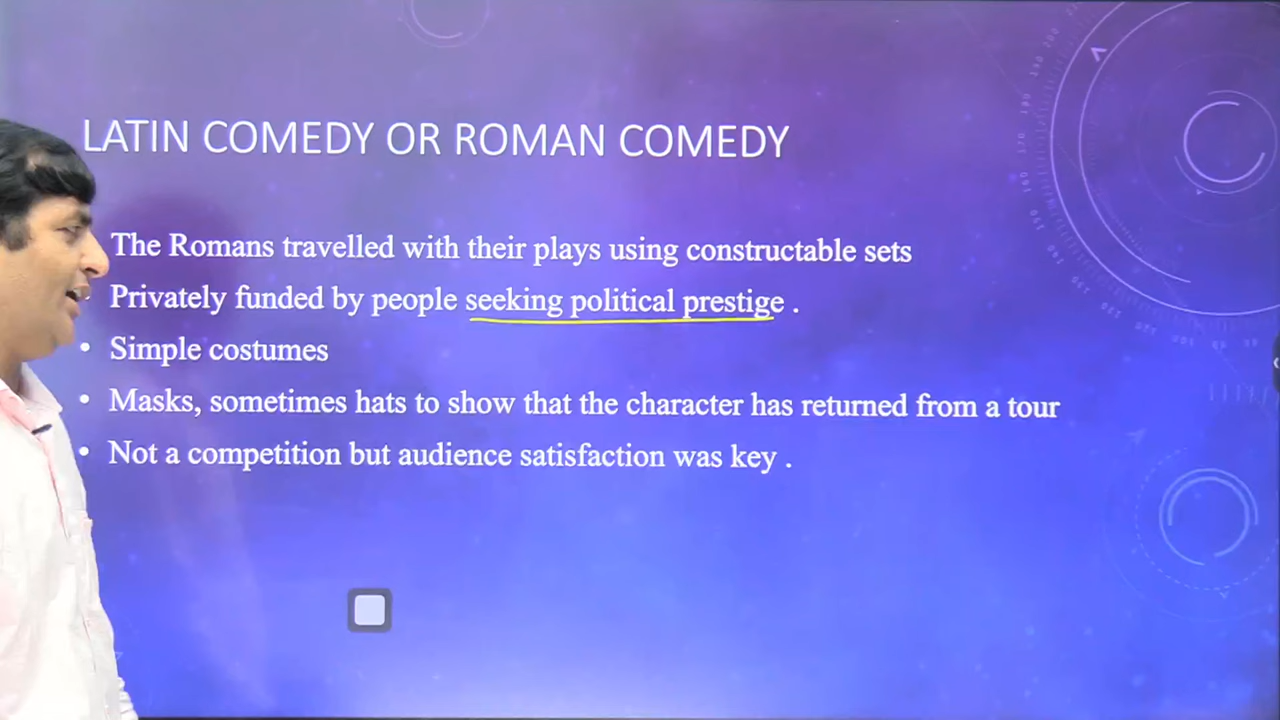 LATIN COMEDY OR ROMAN COMEDY
The Romans travelled with their plays using constructable sets
• Privately funded by people seeking political prestige .
• Simple costumes
• Masks, sometimes hats to show that the character has returned from a tour
• Not a competition but audience satisfaction was key .